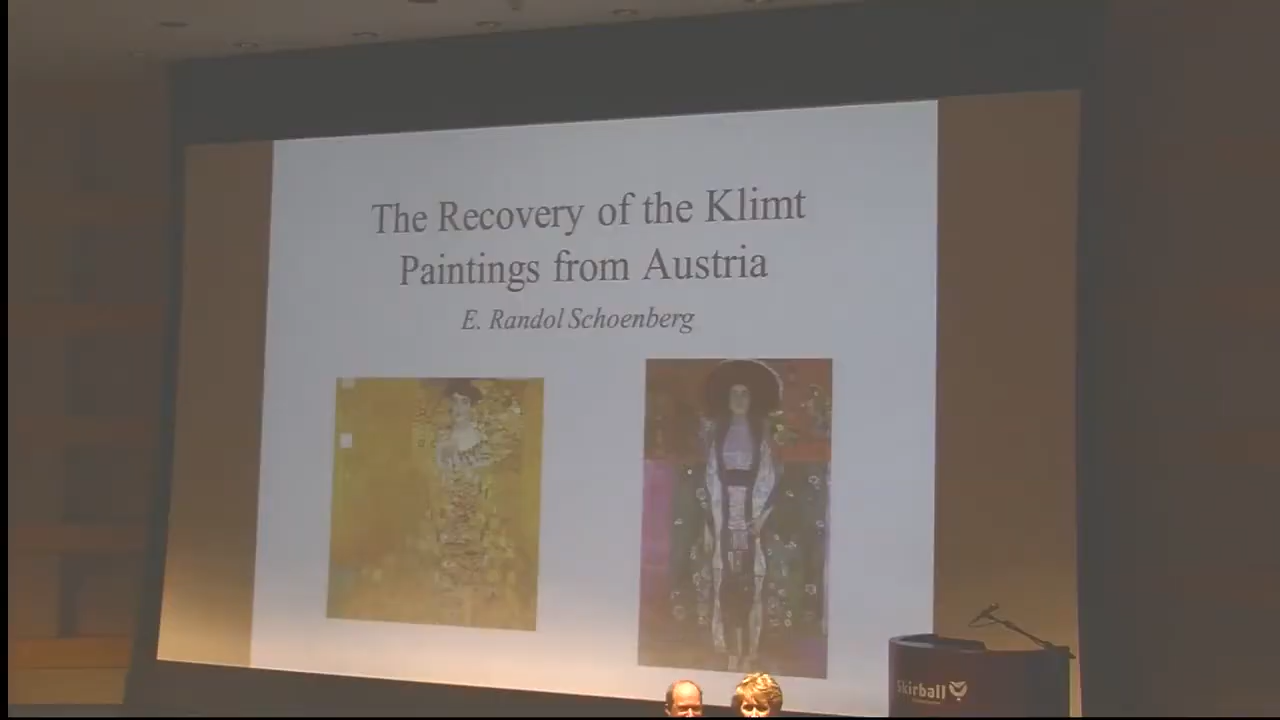 The Recovery of the Klimt
Paintings from Austria
E. Randol Schoenberg
Skirball